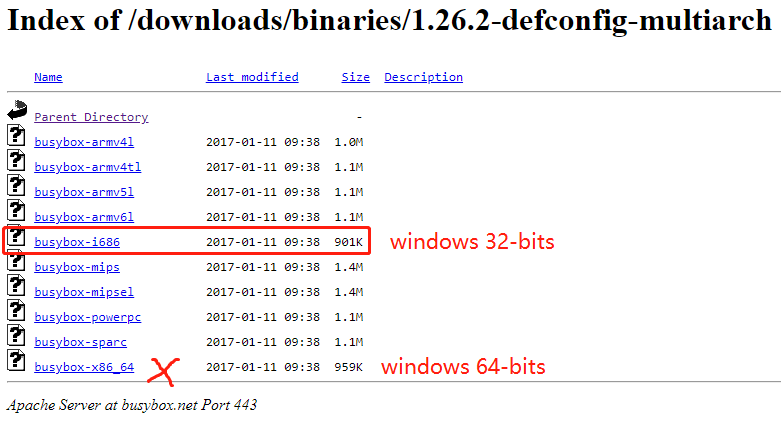 Index of /downloads/binaries/1.26.2-defconfig-multiarch
Name Last modified Size Description
Parent Directory -
busybox-armv4l 2017-01-11 09:38 1.0M
busybox-armv4tl 2017-01-11 09:38 1.1M
busybox-armv5l 2017-01-11 09:38 1.1M
busybox-armv6l 2017-01-11 09:38 1.1M
busybox-i686 2017-01-11 09:38 901K windows 32-bits
busybox-mips 2017-01-11 09:38 1.4M
busybox-mipsel 2017-01-11 09:38 1.4M
busybox-powerpc 2017-01-11 09:38 1.1M
busybox-sparc 2017-01-11 09:38 1.1M
busybox-x86_64 2017-01-11 09:38 959K windows 64-bits
Apache Server at busybox.net Port 443